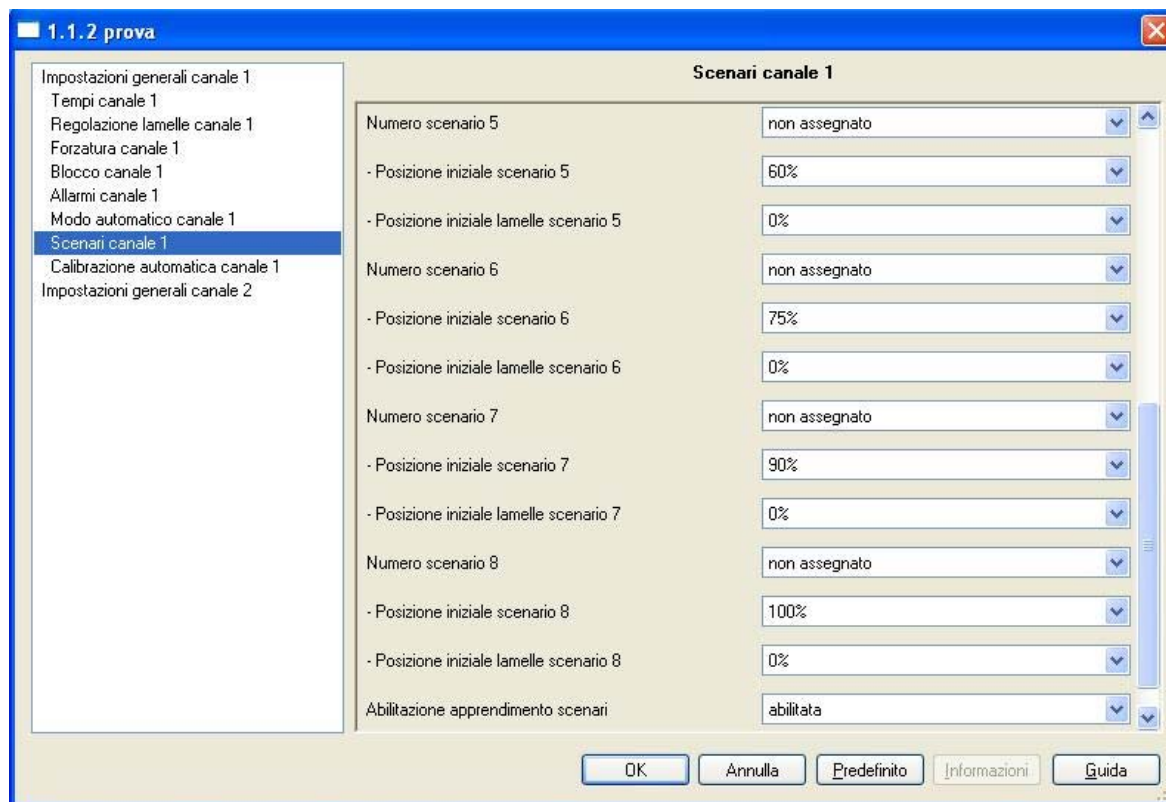 1.1.2 prova
Impostazioni generali canale 1
Tempi canale 1
Regolazione lamelle canale 1
Forzatura canale 1
Blocco canale 1
Allarmi canale 1
Modo automatico canale 1
Scenari canale 1
Calibrazione automatica canale 1
Impostazioni generali canale 2
Scenari canale 1
Numero scenario 5 non assegnato
- Posizione iniziale scenario 5 60%
- Posizione iniziale lamelle scenario 5 0%
Numero scenario 6 non assegnato
- Posizione iniziale scenario 6 75%
- Posizione iniziale lamelle scenario 6 0%
Numero scenario 7 non assegnato
- Posizione iniziale scenario 7 90%
- Posizione iniziale lamelle scenario 7 0%
Numero scenario 8 non assegnato
- Posizione iniziale scenario 8 100%
- Posizione iniziale lamelle scenario 8 0%
Abilitazione apprendimento scenari abilitata
OK Annulla Predefinito Informazioni Guida